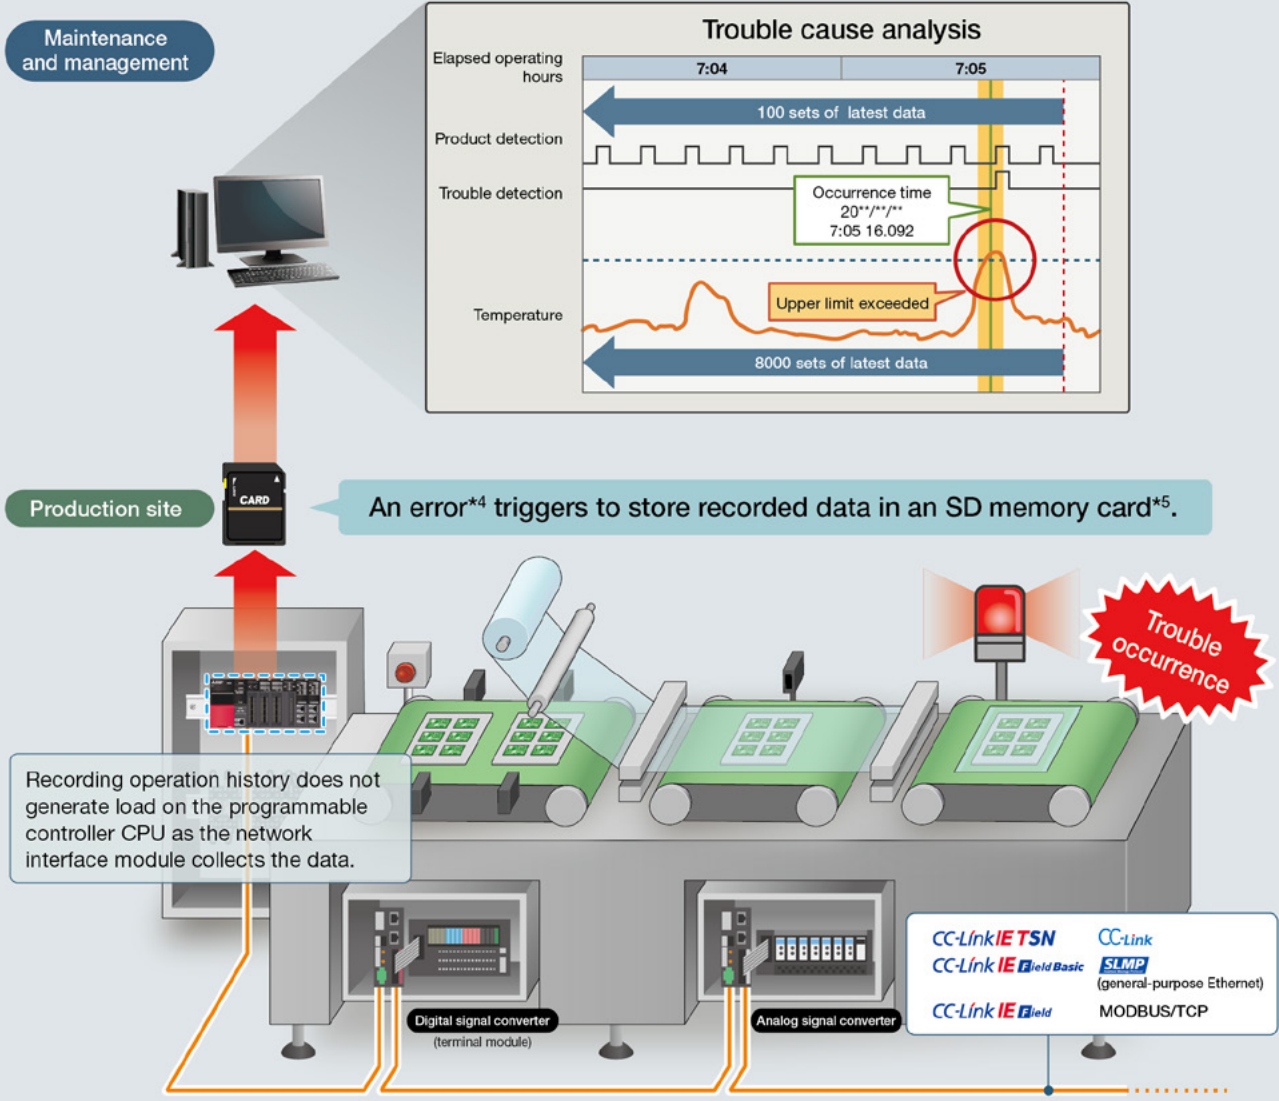 Maintenance
and management
Trouble cause analysis
Elapsed operating
hours
7:04
7:05
100 sets of latest data
Product detection
Trouble detection
Occurrence time
20**/**/**
7:05 16.092
Upper limit exceeded
Temperature
8000 sets of latest data
CARD
Production site
An error*4 triggers to store recorded data in an SD memory card*5.
Trouble
occurrence
Recording operation history does not
generate load on the programmable
controller CPU as the network
interface module collects the data.
Digital signal converter
(terminal module)
Analog signal converter
CC-Link IE TSN
CC-Link
CC-Link IE Field Basic
SLMP
(general-purpose Ethernet)
CC-Link IE Field
MODBUS/TCP